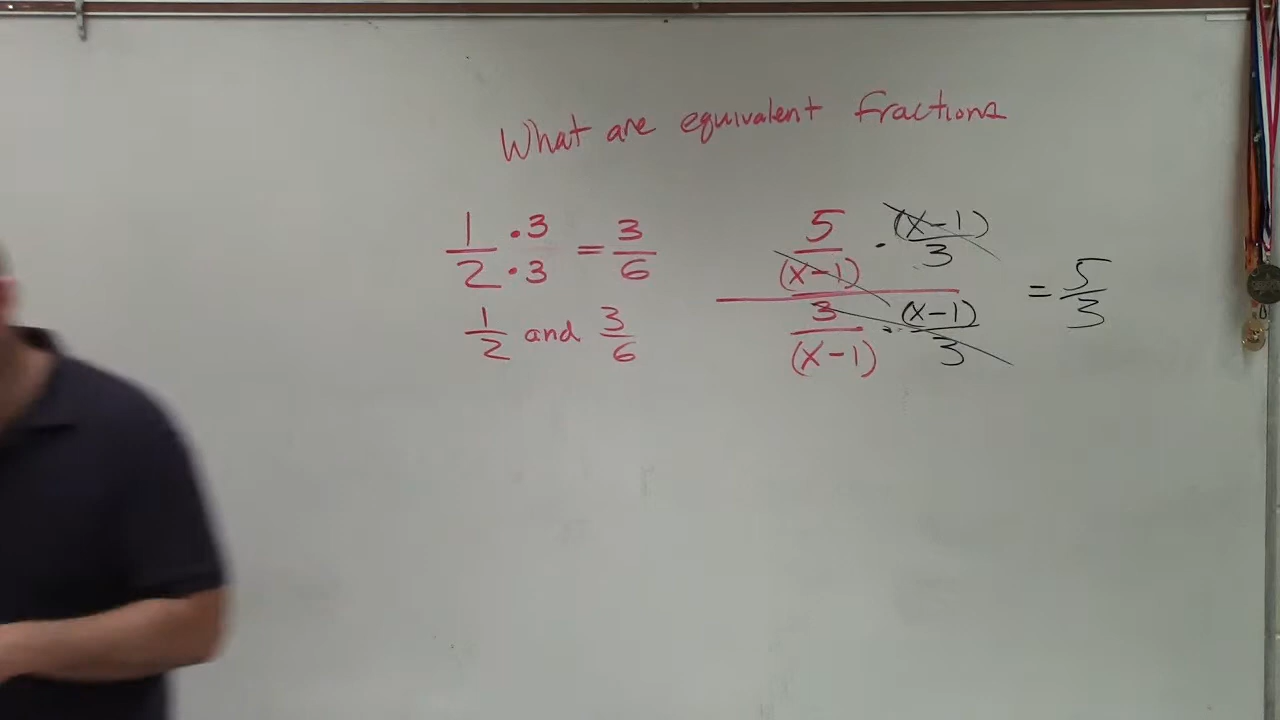 What are equivalent fractions
1/2 · 3/· 3 = 3/6
1/2 and 3/6
5/(x-1) · (x-1)/3
3/(x-1) · (x-1)/3
= 5/3